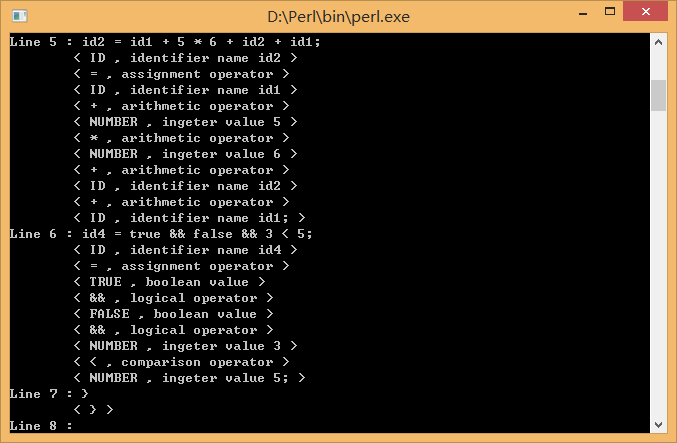 D:\Perl\bin\perl.exe
Line 5 : id2 = id1 + 5 * 6 + id2 + id1;
< ID , identifier name id2 >
< = , assignment operator >
< ID , identifier name id1 >
< + , arithmetic operator >
< NUMBER , ingeter value 5 >
< * , arithmetic operator >
< NUMBER , ingeter value 6 >
< + , arithmetic operator >
< ID , identifier name id2 >
< + , arithmetic operator >
< ID , identifier name id1; >
Line 6 : id4 = true && false && 3 < 5;
< ID , identifier name id4 >
< = , assignment operator >
< TRUE , boolean value >
< && , logical operator >
< FALSE , boolean value >
< && , logical operator >
< NUMBER , ingeter value 3 >
< < , comparison operator >
< NUMBER , ingeter value 5; >
Line 7 : }
< } >
Line 8 :